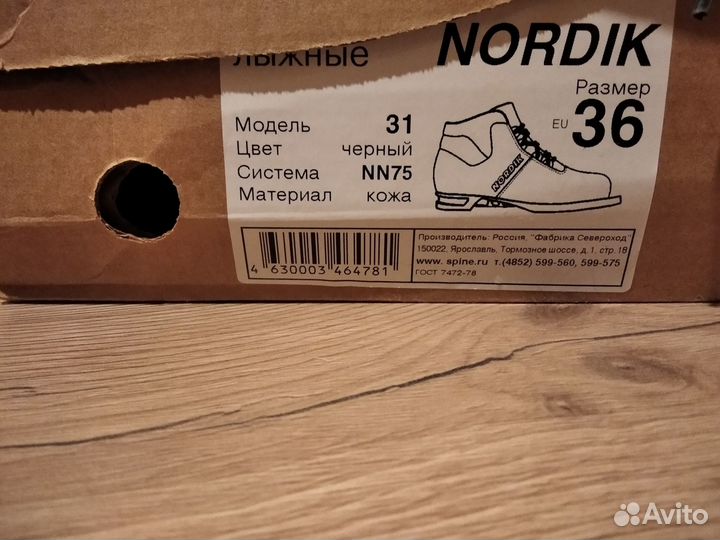 лыжные NORDIK
Размер
EU 36
Модель 31
Цвет черный
Система NN75
Материал кожа
NORDIK
4 630003 464781
Производитель: Россия, "Фабрика Североход"
150022, Ярославль, Тормозное шоссе, д.1, стр.18
www. spine.ru т.(4852) 599-560, 599-575
ГОСТ 7472-78
Avito